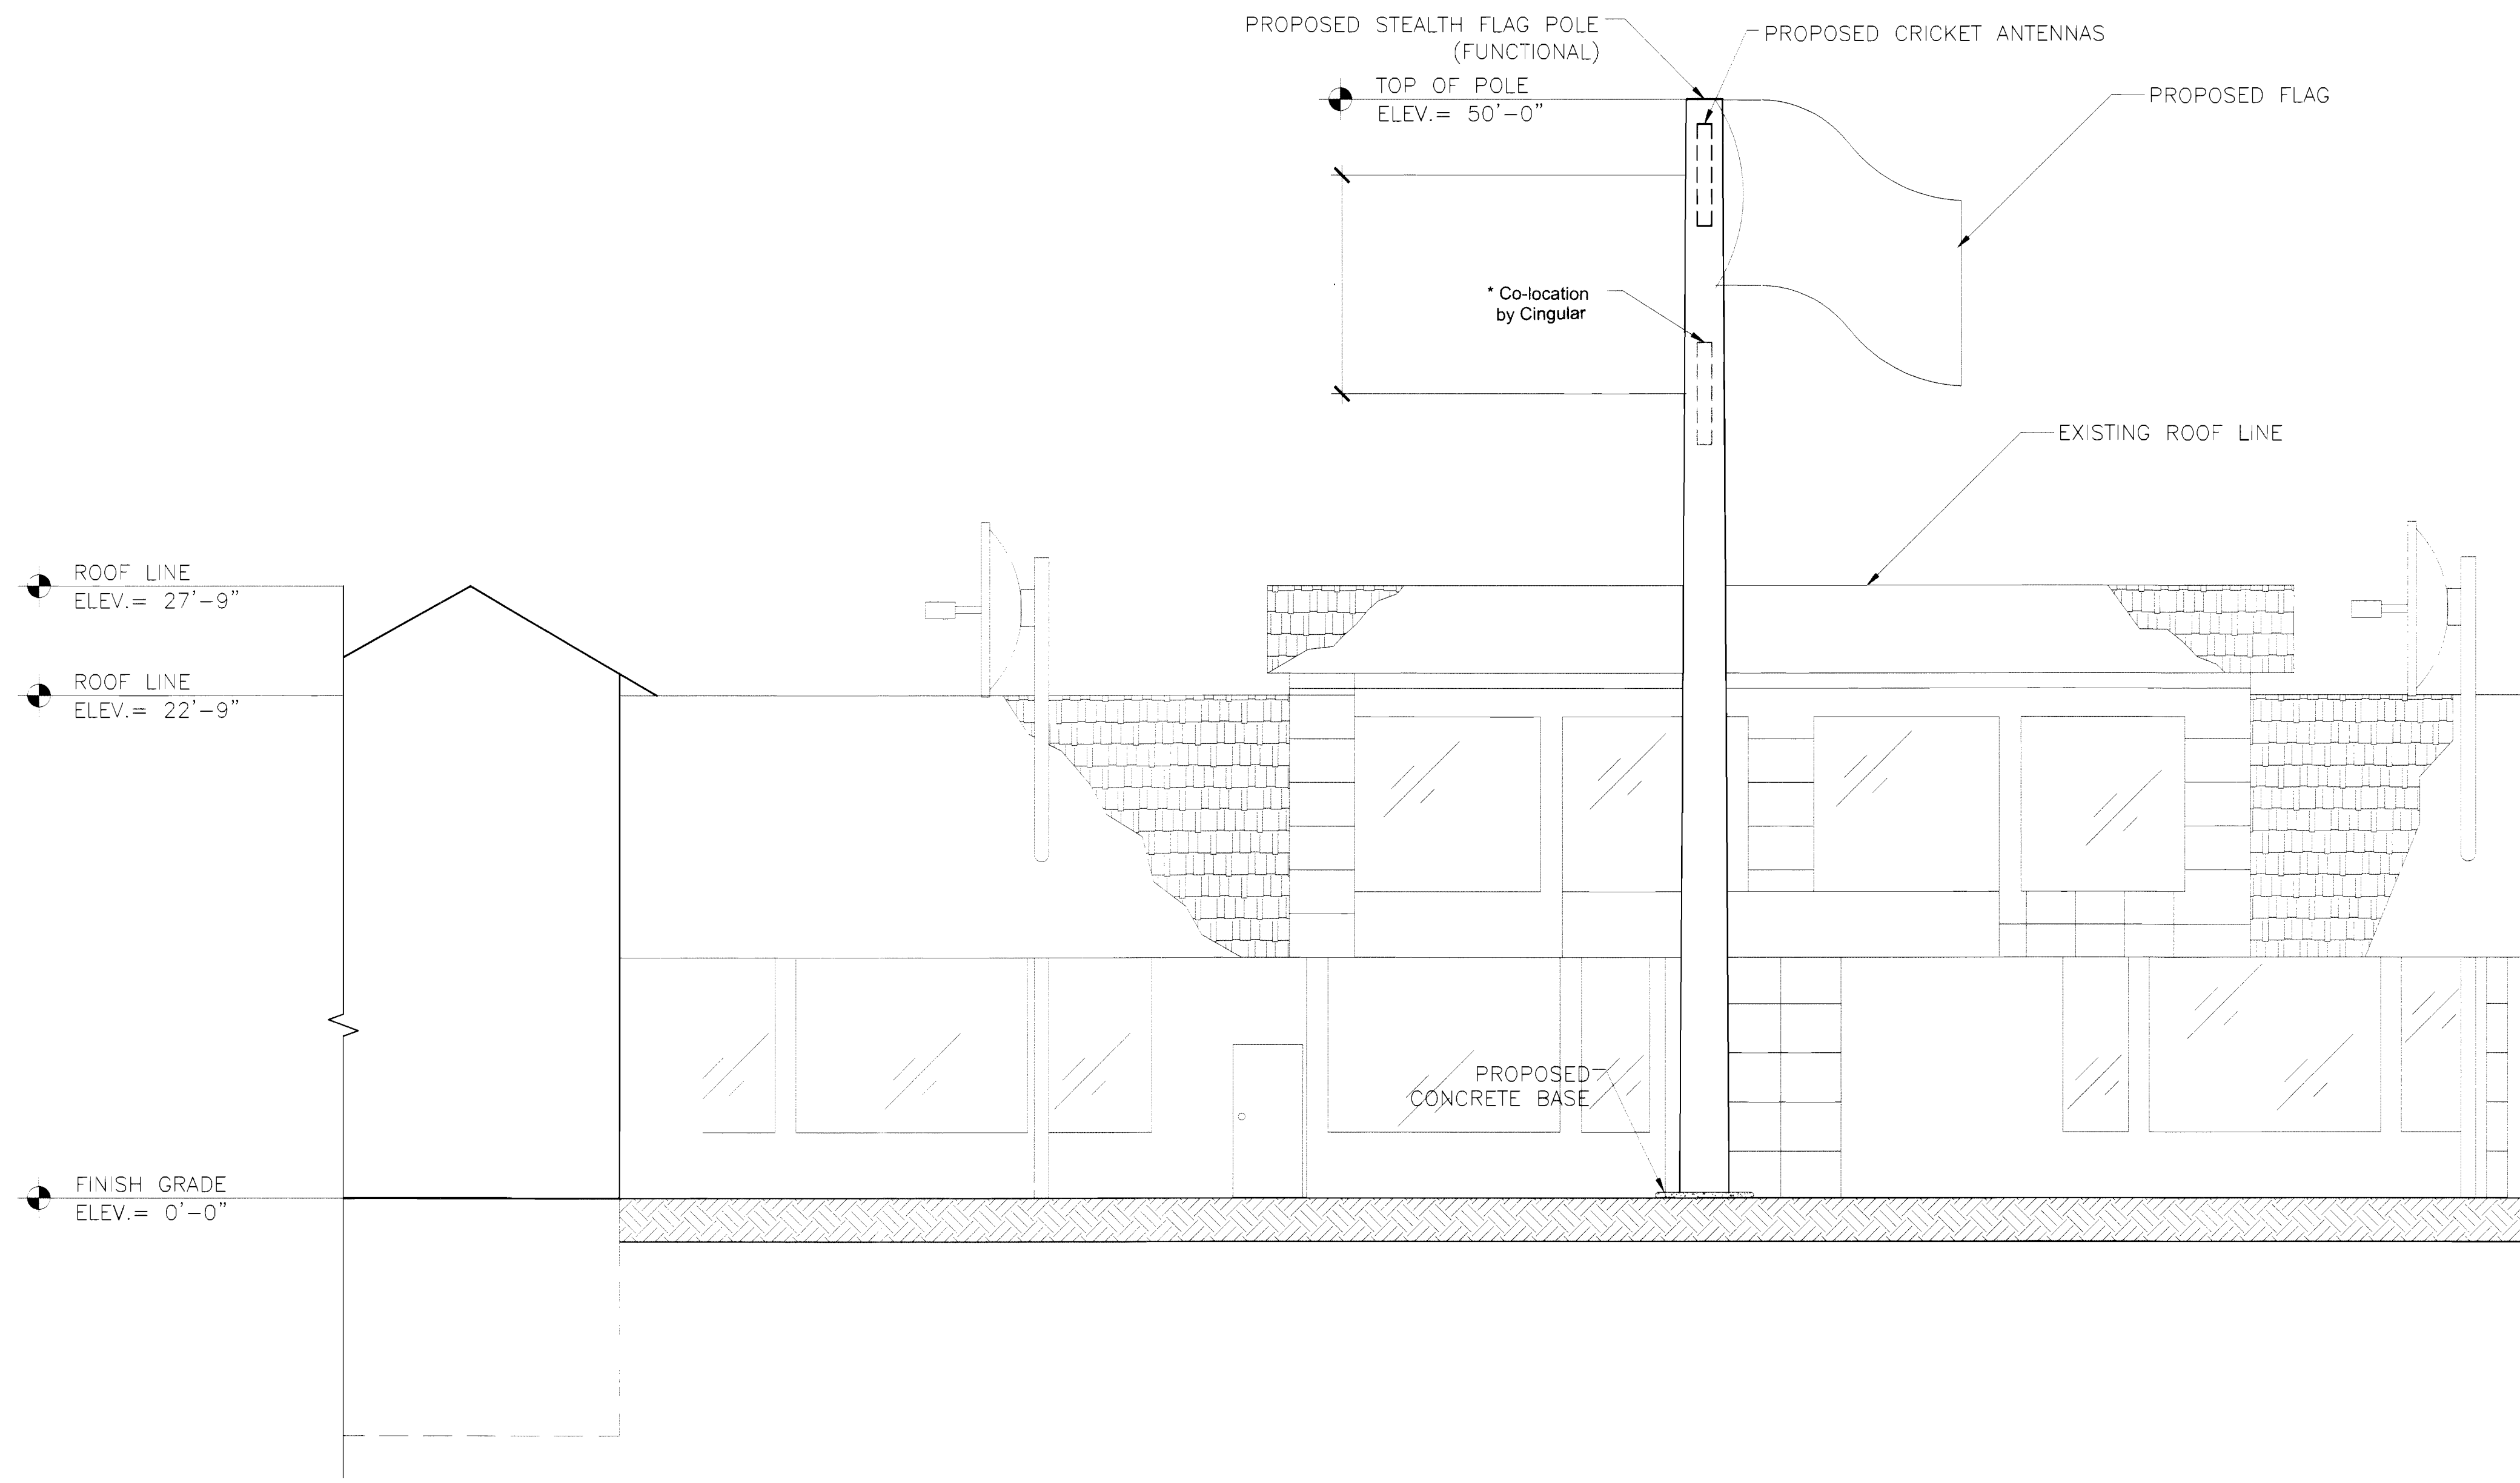 PROPOSED STEALTH FLAG POLE
(FUNCTIONAL)
PROPOSED CRICKET ANTENNAS
TOP OF POLE
ELEV.= 50'-0"
PROPOSED FLAG
* Co-location
by Cingular
EXISTING ROOF LINE
ROOF LINE
ELEV.= 27'-9"
ROOF LINE
ELEV.= 22'-9"
PROPOSED
CONCRETE BASE
FINISH GRADE
ELEV.= 0'-0"